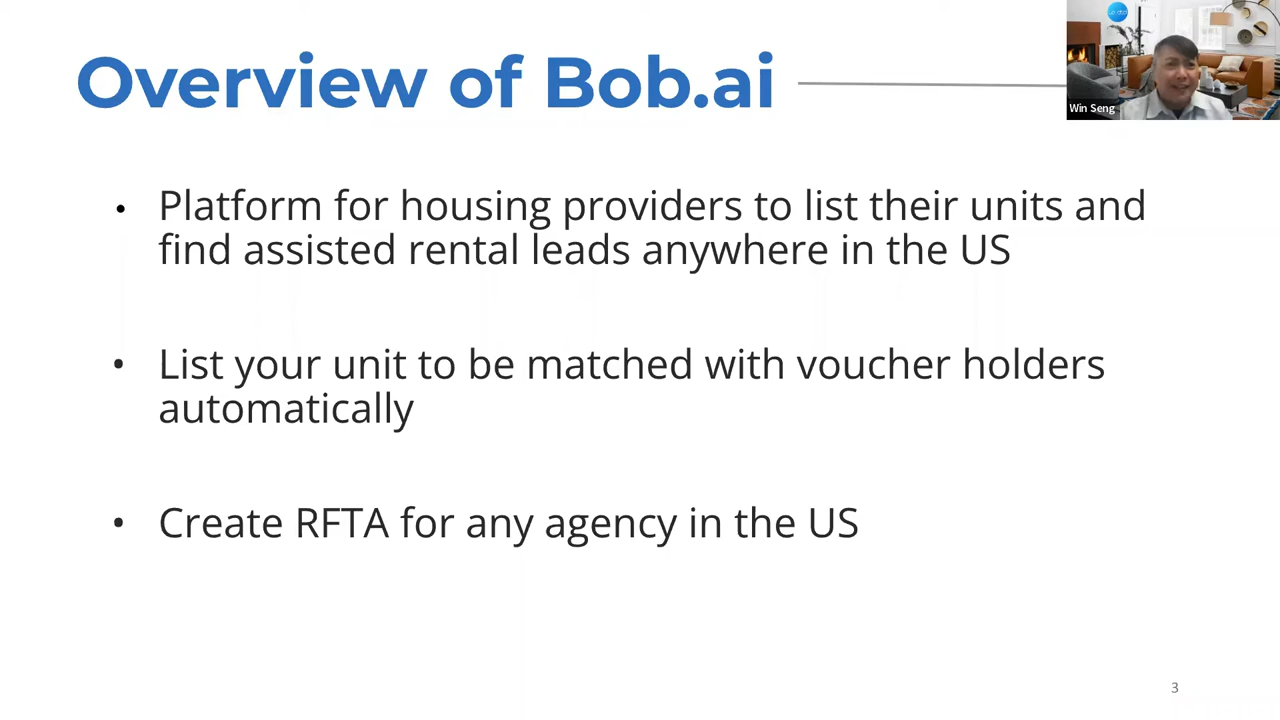 Overview of Bob.ai
Win Seng
• Platform for housing providers to list their units and
find assisted rental leads anywhere in the US
• List your unit to be matched with voucher holders
automatically
• Create RFTA for any agency in the US
3